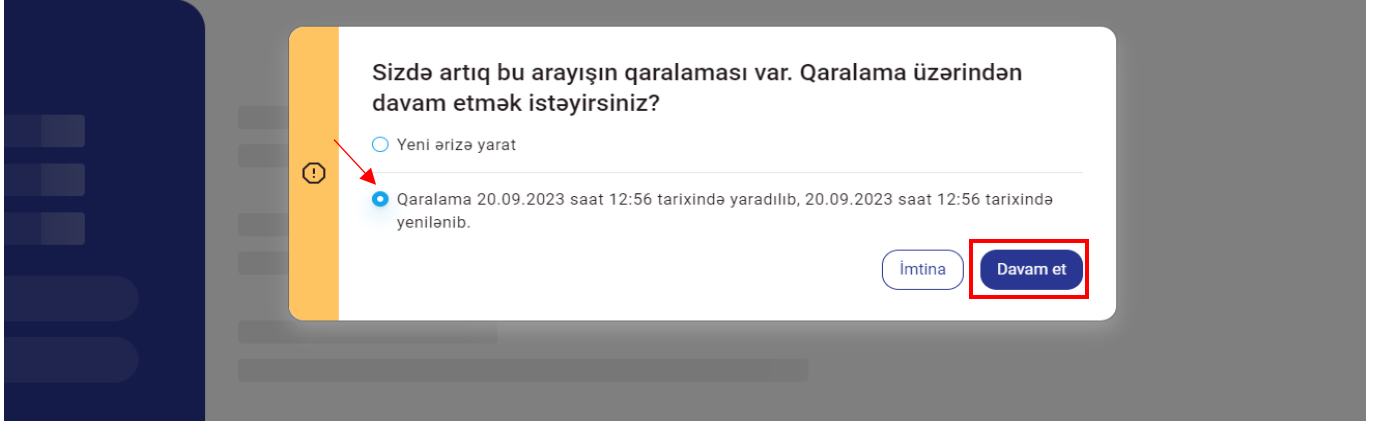 Sizdə artıq bu arayışın qaralaması var. Qaralama üzərindən
davam etmək istəyirsiniz?
Yeni ərizə yarat
Qaralama 20.09.2023 saat 12:56 tarixində yaradılıb, 20.09.2023 saat 12:56 tarixində
yenilənib.
İmtina
Davam et